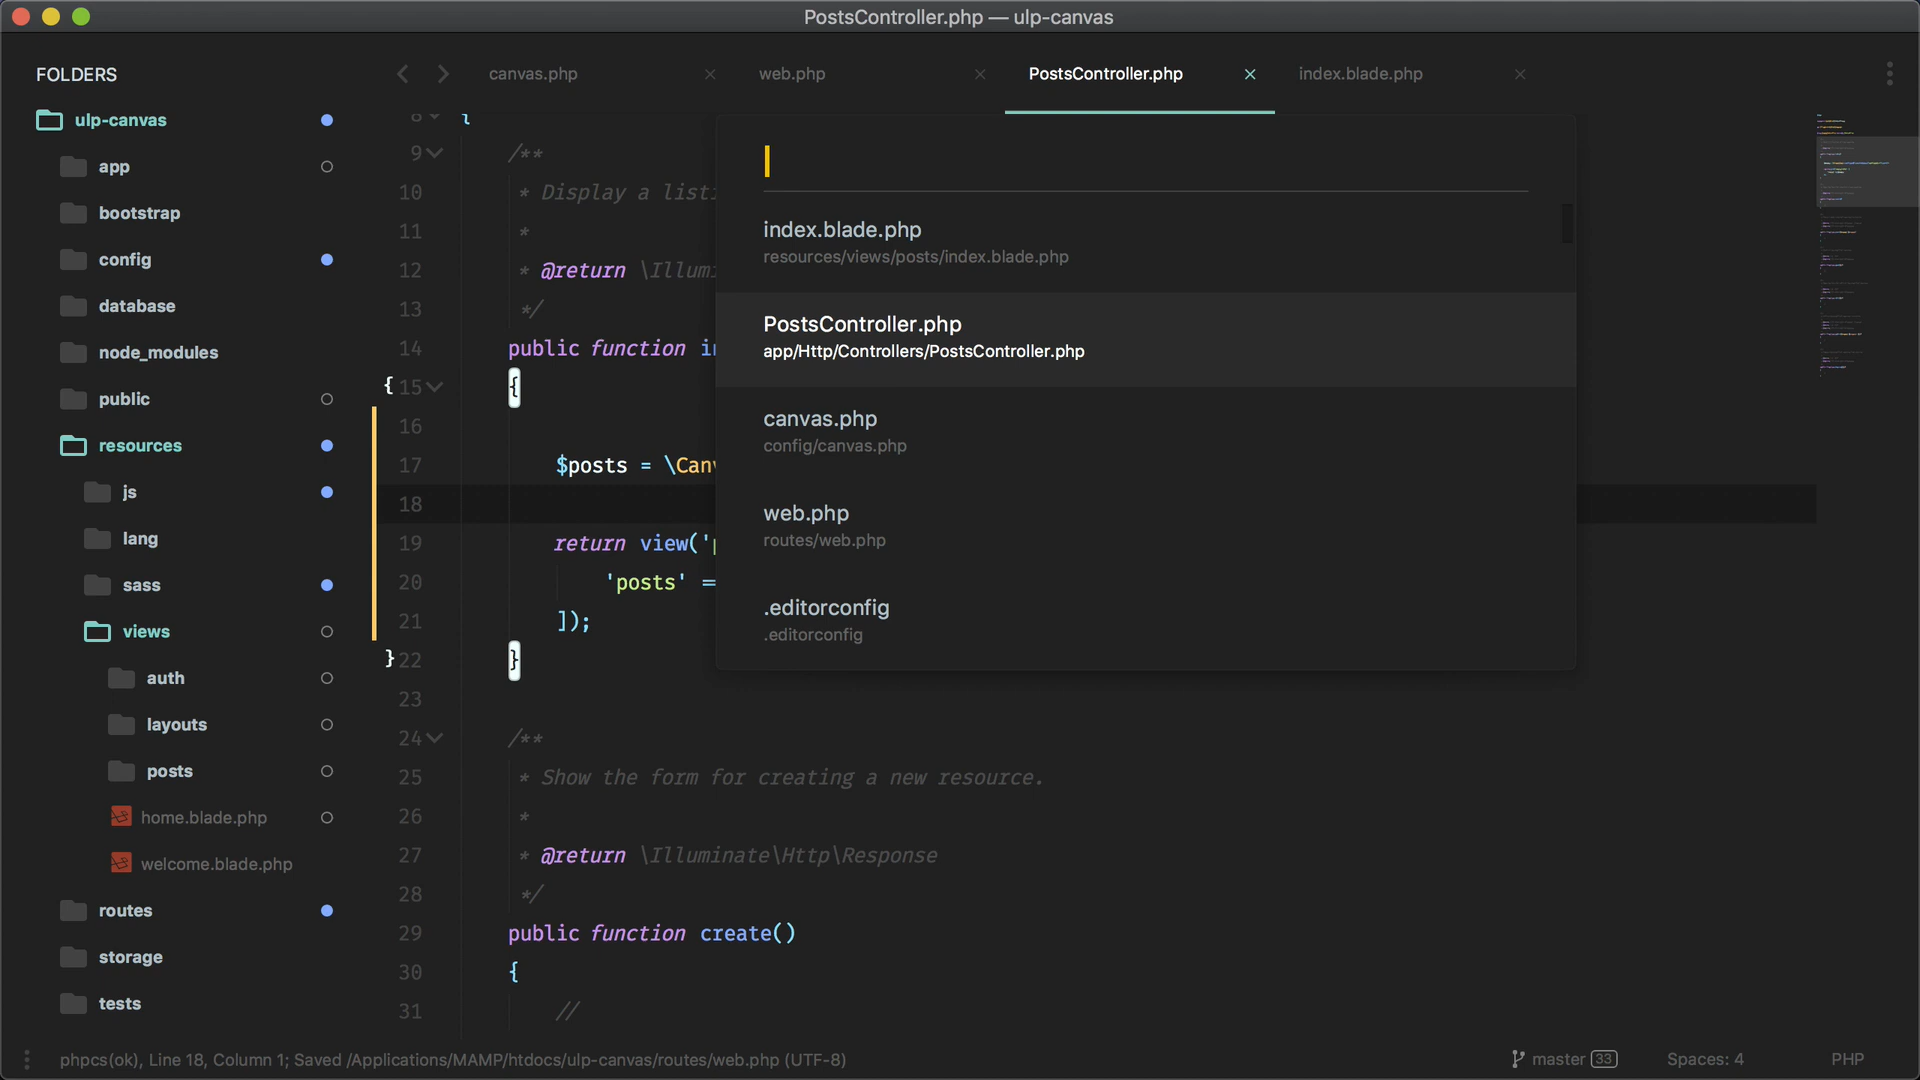 PostsController.php — ulp-canvas
FOLDERS
ulp-canvas
app
bootstrap
config
database
node_modules
public
resources
js
lang
sass
views
auth
layouts
posts
home.blade.php
welcome.blade.php
routes
storage
tests
canvas.php
web.php
PostsController.php
index.blade.php
8 {
9 /**
10 * Display a listi
11 *
12 * @return \Illumi
13 */
14 public function in
{ 15 {
16
17 $posts = \Canv
18
19 return view('p
20 'posts' =
21 ]);
} 22 }
23
24 /**
25 * Show the form for creating a new resource.
26 *
27 * @return \Illuminate\Http\Response
28 */
29 public function create()
30 {
31 //
index.blade.php
resources/views/posts/index.blade.php
PostsController.php
app/Http/Controllers/PostsController.php
canvas.php
config/canvas.php
web.php
routes/web.php
.editorconfig
.editorconfig
phpcs(ok), Line 18, Column 1; Saved /Applications/MAMP/htdocs/ulp-canvas/routes/web.php (UTF-8)
master 33
Spaces: 4
PHP